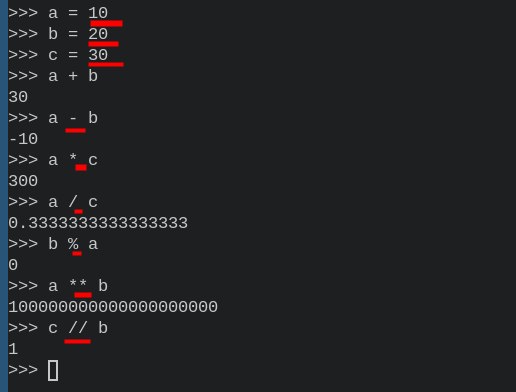 >>> a = 10
>>> b = 20
>>> c = 30
>>> a + b
30
>>> a - b
-10
>>> a * c
300
>>> a / c
0.3333333333333333
>>> b % a
0
>>> a ** b
100000000000000000000
>>> c // b
1
>>>